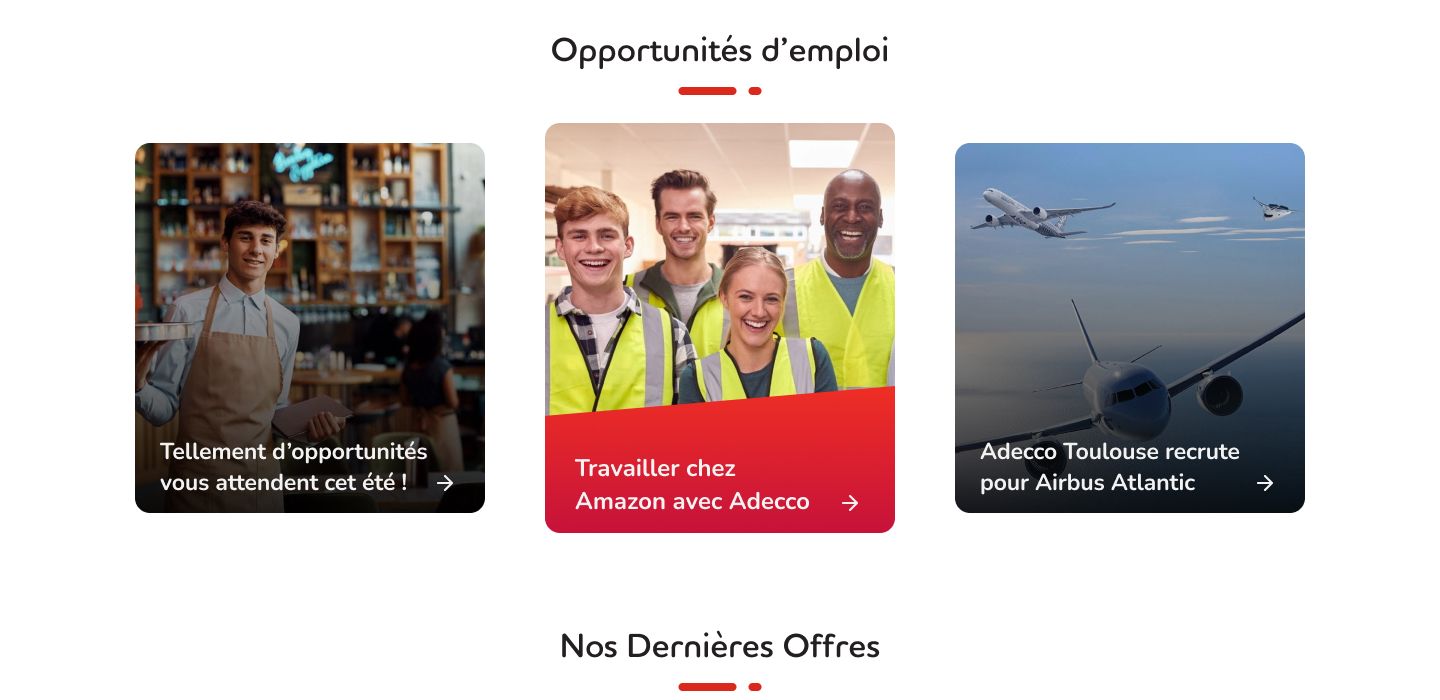 Opportunités d’emploi
Tellement d’opportunités
vous attendent cet été !
Travailler chez
Amazon avec Adecco
Adecco Toulouse recrute
pour Airbus Atlantic
Nos Dernières Offres